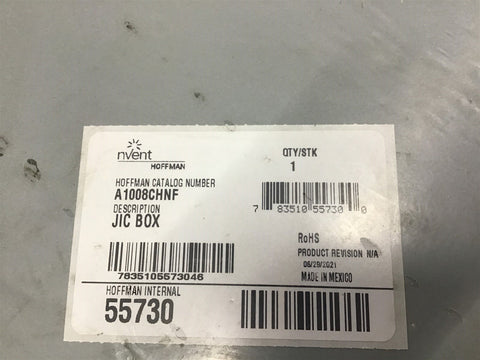 nvent
HOFFMAN
QTY/STK
1
HOFFMAN CATALOG NUMBER
A1008CHNF
DESCRIPTION
JIC BOX
7 83510 55730 0
RoHS
PRODUCT REVISION N/A
06/29/2021
MADE IN MEXICO
7835105573046
HOFFMAN INTERNAL
55730